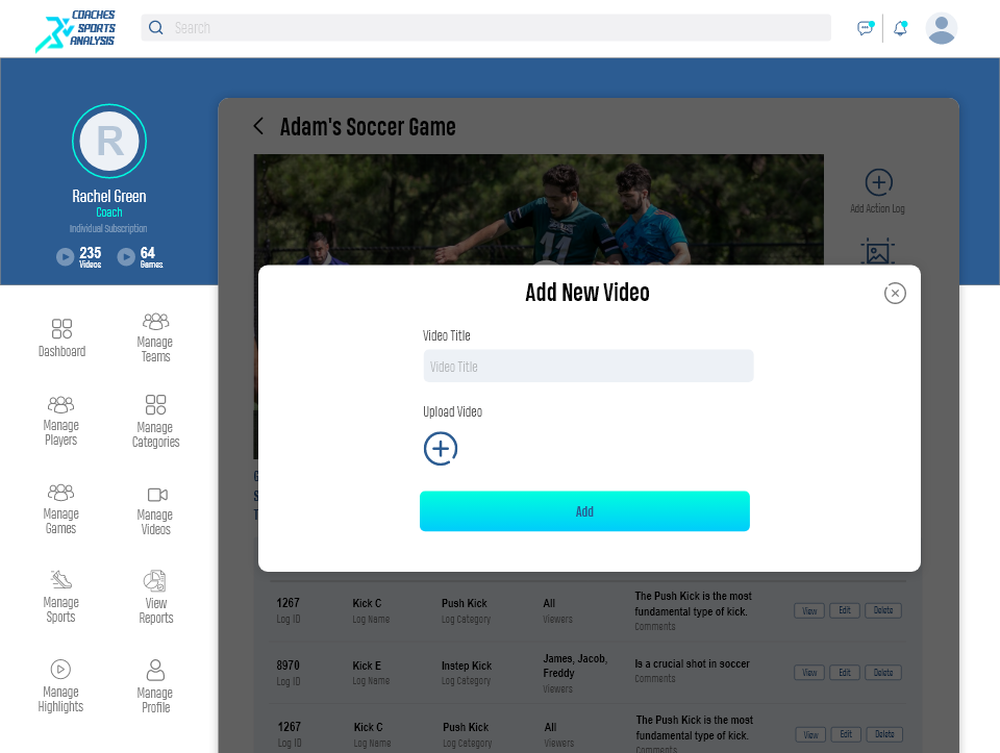 COACHES
SPORTS
ANALYSIS
Search
R
Rachel Green
Coach
Individual Subscription
235
Videos
64
Games
Dashboard
Manage
Teams
Manage
Players
Manage
Categories
Manage
Games
Manage
Videos
Manage
Sports
View
Reports
Manage
Highlights
Manage
Profile
Adam's Soccer Game
11
Add Action Log
Add New Video
Video Title
Video Title
Upload Video
Add
1267
Log ID
Kick C
Log Name
Push Kick
Log Category
All
Viewers
The Push Kick is the most
fundamental type of kick.
Comments
View Edit Delete
8970
Log ID
Kick E
Log Name
Instep Kick
Log Category
James, Jacob,
Freddy
Viewers
Is a crucial shot in soccer
Comments
View Edit Delete
1267
Log ID
Kick C
Log Name
Push Kick
Log Category
All
Viewers
The Push Kick is the most
fundamental type of kick.
Comments
View Edit Delete